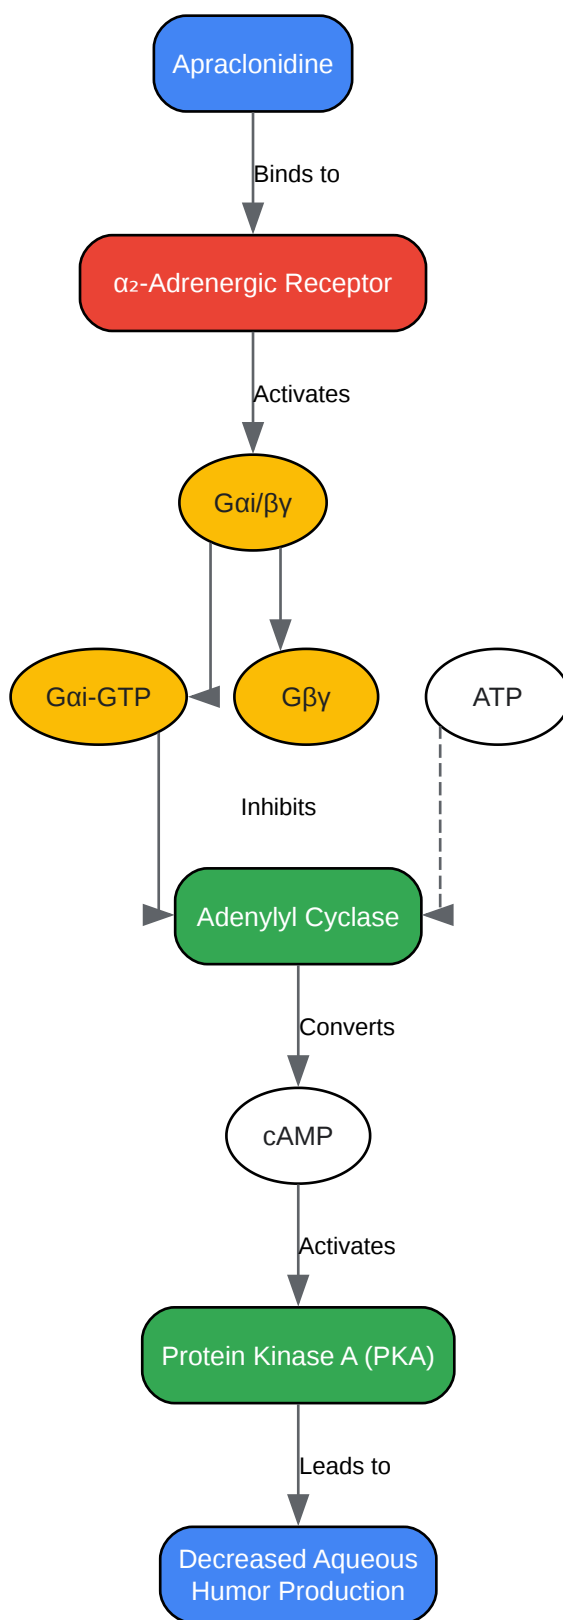 Apraclonidine
Binds to
α₂-Adrenergic Receptor
Activates
Gαi/βγ
Gαi-GTP
Gβγ
ATP
Inhibits
Adenylyl Cyclase
Converts
cAMP
Activates
Protein Kinase A (PKA)
Leads to
Decreased Aqueous
Humor Production